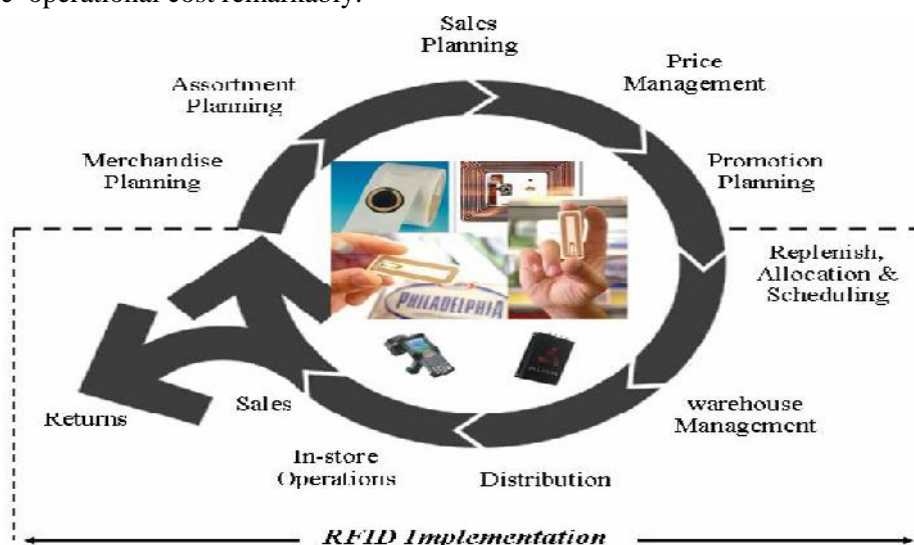 operational cost remarkably.
Sales
Planning
Price
Management
Assortment
Planning
Merchandise
Planning
Promotion
Planning
Replenish,
Allocation &
Scheduling
PHILADELPHIA
Returns
Sales
warehouse
Management
In-store
Operations
Distribution
RFID Implementation